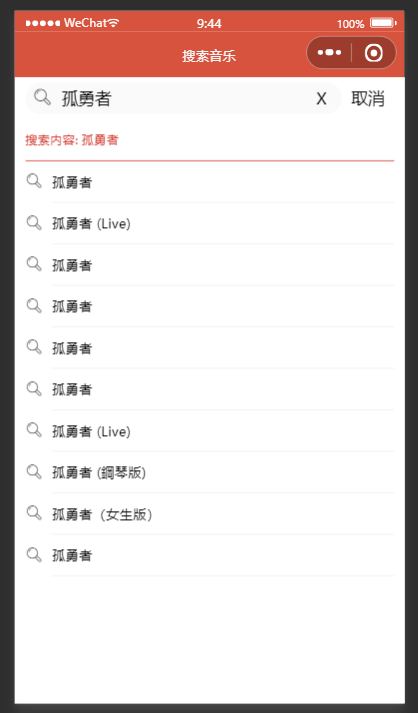 WeChat 9:44 100%
搜索音乐
孤勇者 X 取消
搜索内容: 孤勇者
孤勇者
孤勇者 (Live)
孤勇者
孤勇者
孤勇者
孤勇者
孤勇者 (Live)
孤勇者 (鋼琴版)
孤勇者（女生版）
孤勇者